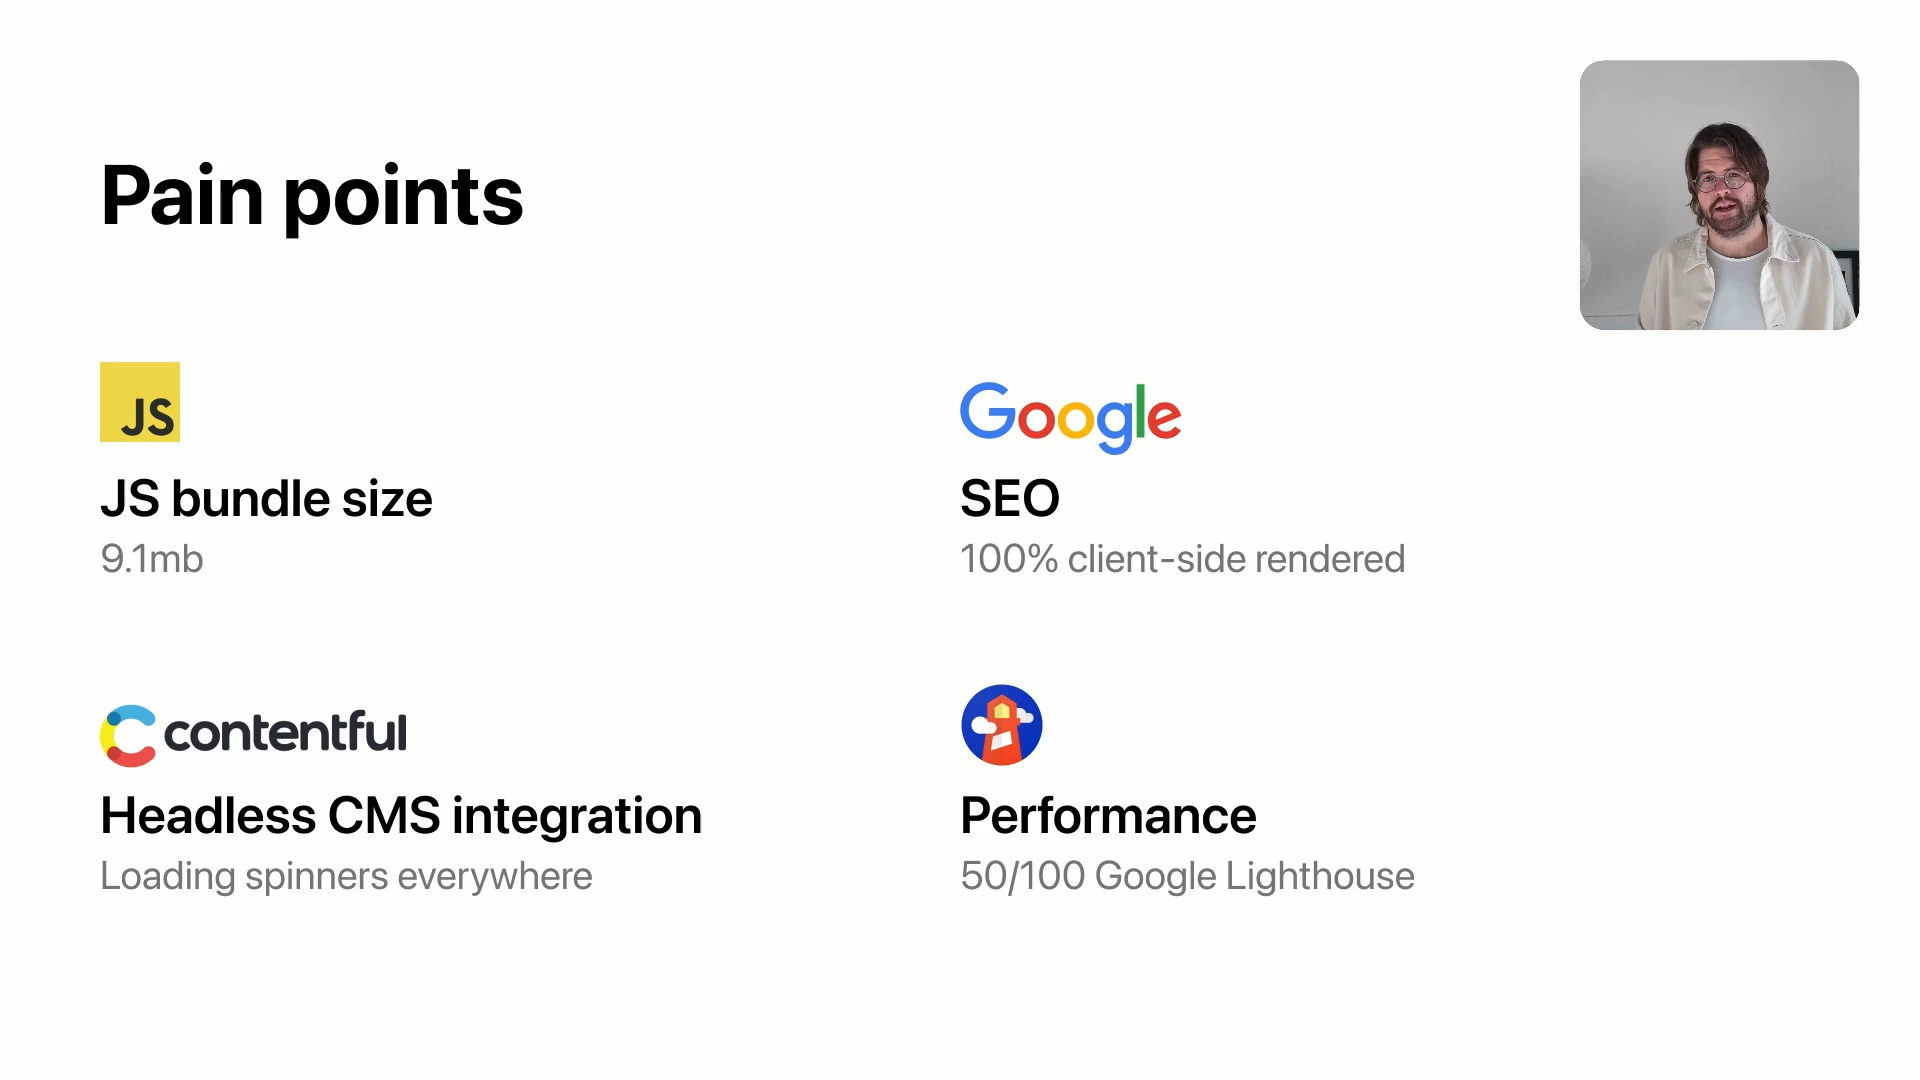 Pain points
JS
JS bundle size
9.1mb
Google
SEO
100% client-side rendered
contentful
Headless CMS integration
Loading spinners everywhere
Performance
50/100 Google Lighthouse